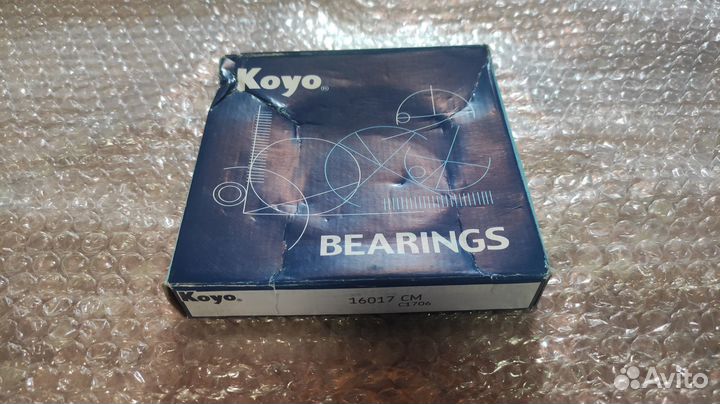 Koyo®
BEARINGS
Koyo®
16017 CM
C1706
Avito